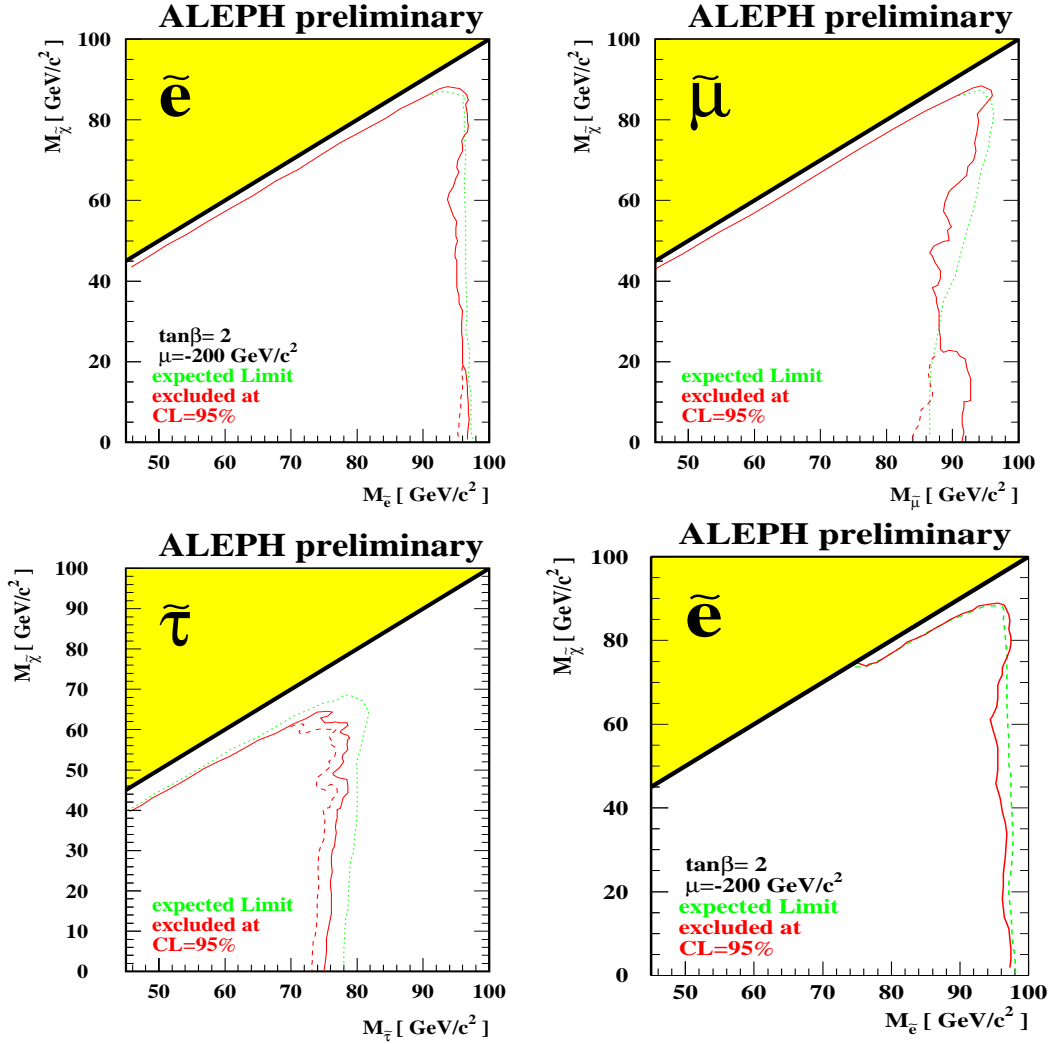 ALEPH preliminary
M_χ̃ [ GeV/c²]
100
80
60
40
20
0
ẽ
tanβ= 2
μ=-200 GeV/c²
expected Limit
excluded at
CL=95%
50 60 70 80 90 100
M_ẽ [ GeV/c² ]
ALEPH preliminary
M_χ̃ [ GeV/c²]
100
80
60
40
20
0
μ̃
expected Limit
excluded at
CL=95%
50 60 70 80 90 100
M_μ̃ [ GeV/c² ]
ALEPH preliminary
M_χ̃ [ GeV/c²]
100
90
80
70
60
50
40
30
20
10
0
τ̃
expected Limit
excluded at
CL=95%
50 60 70 80 90 100
M_τ̃ [ GeV/c² ]
ALEPH preliminary
M_χ̃ [ GeV/c²]
100
80
60
40
20
0
ẽ
tanβ= 2
μ=-200 GeV/c²
expected Limit
excluded at
CL=95%
50 60 70 80 90 100
M_ẽ [ GeV/c² ]